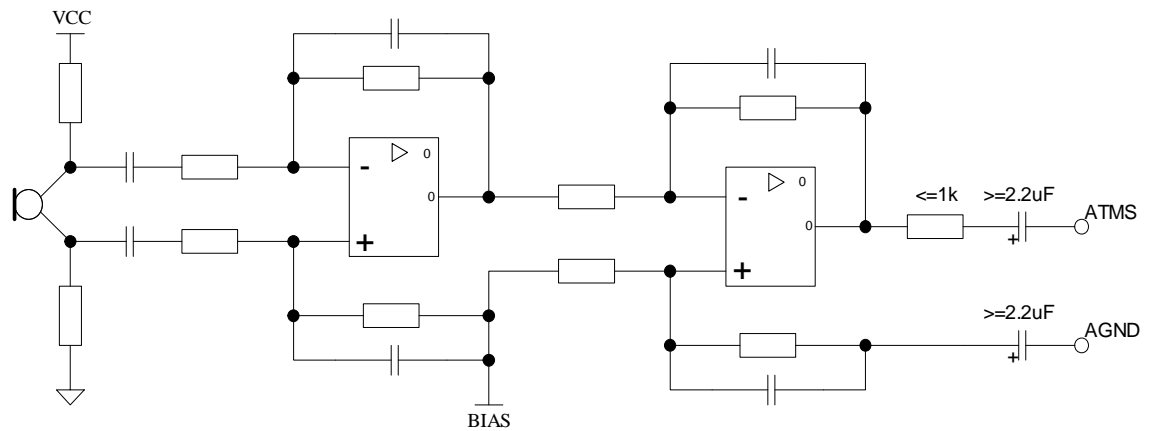 VCC
- 0
0
+
BIAS
- 0
0
+
<=1k
>=2.2uF
+
ATMS
>=2.2uF
+
AGND